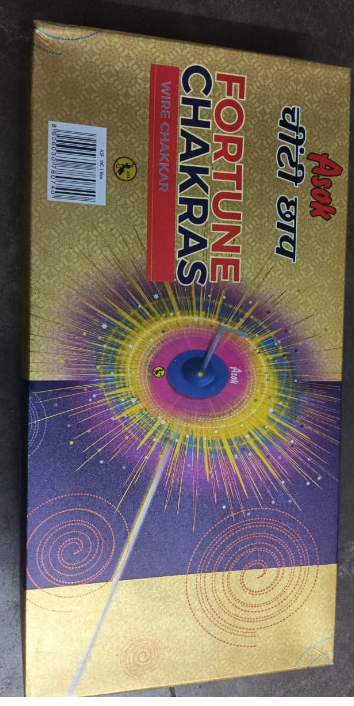 Asok
चींटी छाप
FORTUNE
CHAKRAS
WIRE CHAKKAR
Asok